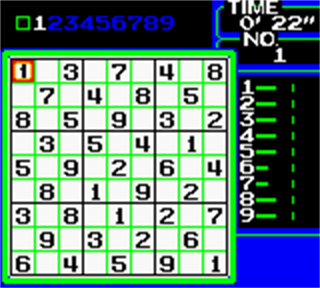 □123456789
TIME
0' 22"
NO.
1
1 3 7 4 8
7 4 8 5
8 5 9 3 2
3 5 4 1
5 9 2 6 4
8 1 9 2
3 8 1 2 7
9 3 2 6
6 4 5 9 1
1
2
3
4
5
6
7
8
9